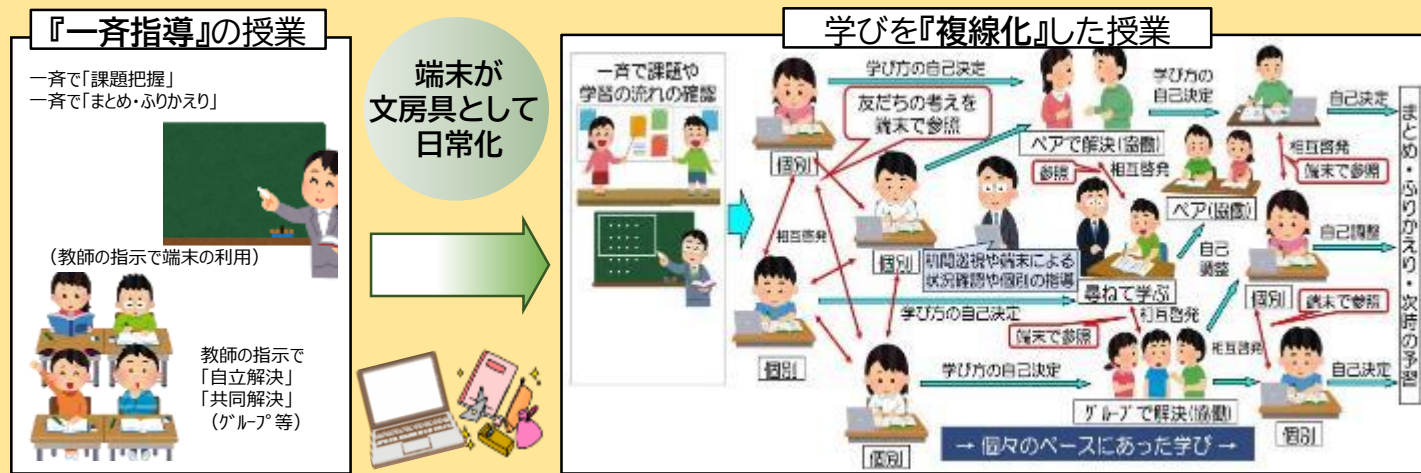 『一斉指導』の授業
一斉で「課題把握」
一斉で「まとめ・ふりかえり」
（教師の指示で端末の利用）
教師の指示で
「自立解決」
「共同解決」
（グループ等）
端末が
文房具として
日常化
学びを『複線化』した授業
一斉で課題や
学習の流れの確認
個別
学び方の自己決定
友だちの考えを
端末で参照
ペアで解決(協働)
学び方の
自己決定
自己決定
相互啓発
端末で参照
参照
相互啓発
ペア(協働)
相互啓発
個別
机間巡視や端末による
状況確認や個別の指導
尋ねて学ぶ
自己
調整
個別
自己調整
個別
学び方の自己決定
端末で参照
相互啓発
端末で参照
相互啓発
個別
学び方の自己決定
グループで解決(協働)
個別
自己決定
→ 個々のペースにあった学び →
まとめ・ふりかえり・次時の予習